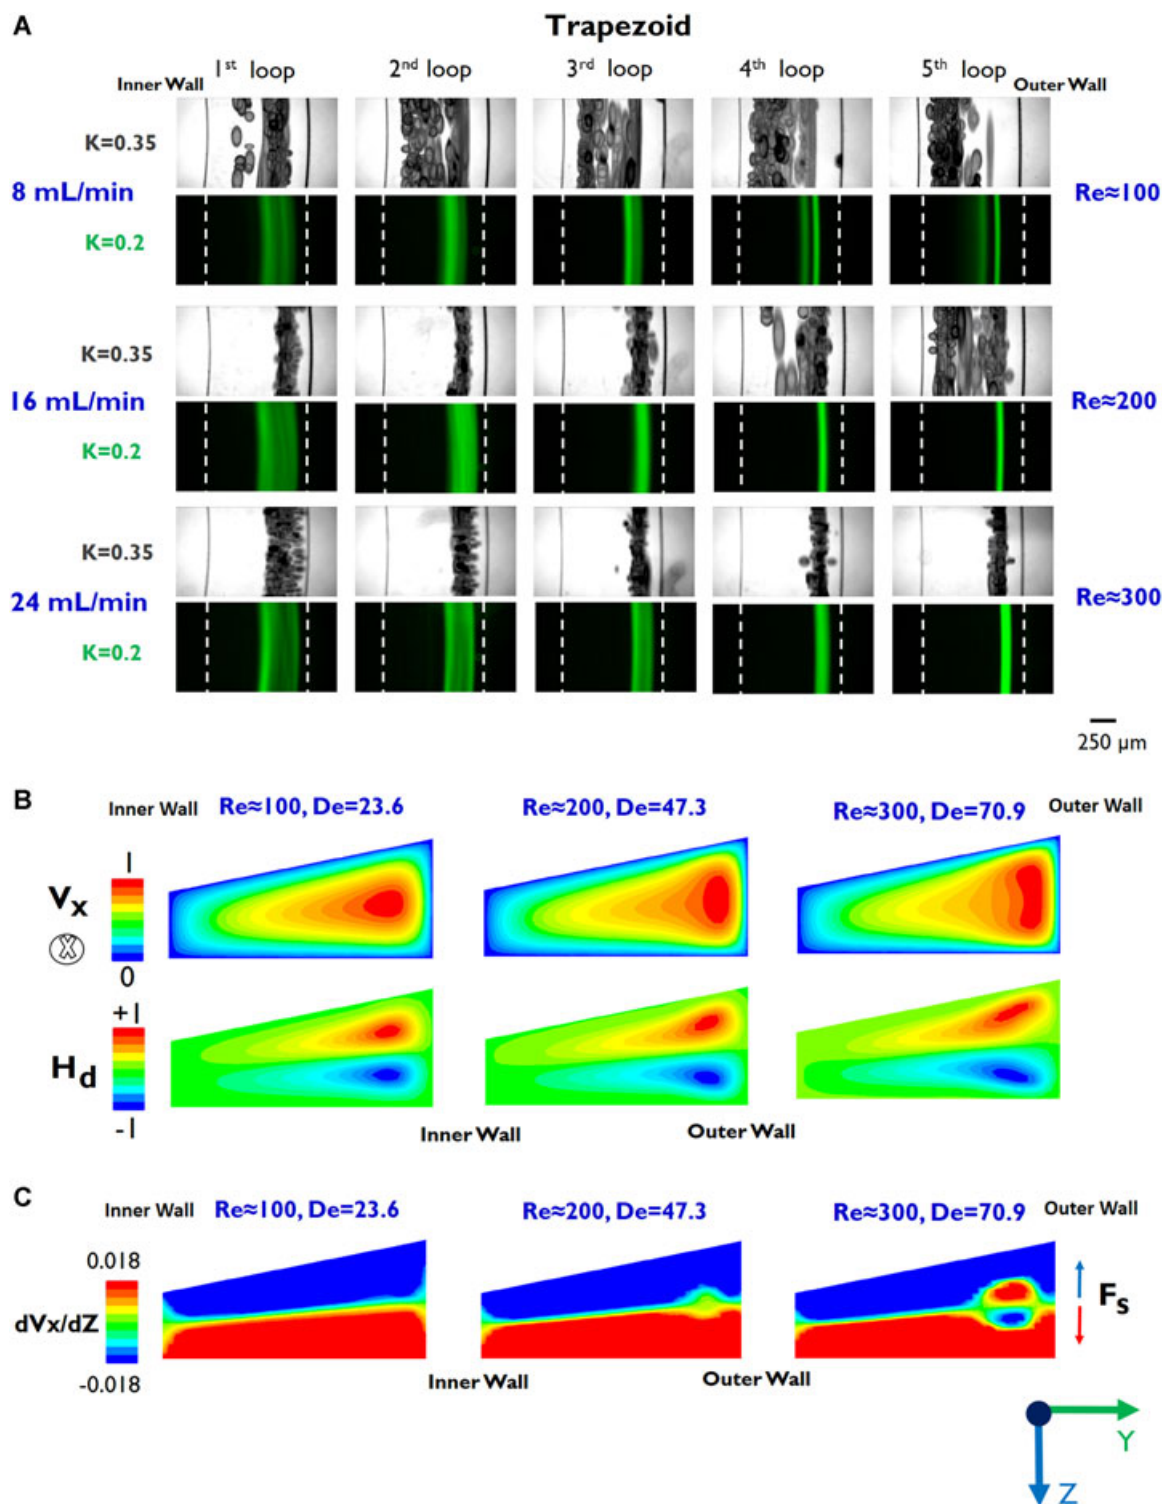 A
Trapezoid
Inner Wall 1st loop 2nd loop 3rd loop 4th loop 5th loop Outer Wall
K=0.35
8 mL/min Re≈100
K=0.2
K=0.35
16 mL/min Re≈200
K=0.2
K=0.35
24 mL/min Re≈300
K=0.2
250 µm
B
Inner Wall Re≈100, De=23.6 Re≈200, De=47.3 Re≈300, De=70.9 Outer Wall
1
Vx
X
0
+1
Hd
-1
Inner Wall Outer Wall
C
Inner Wall Re≈100, De=23.6 Re≈200, De=47.3 Re≈300, De=70.9 Outer Wall
0.018
dVx/dZ Fs
-0.018
Inner Wall Outer Wall
Y
Z